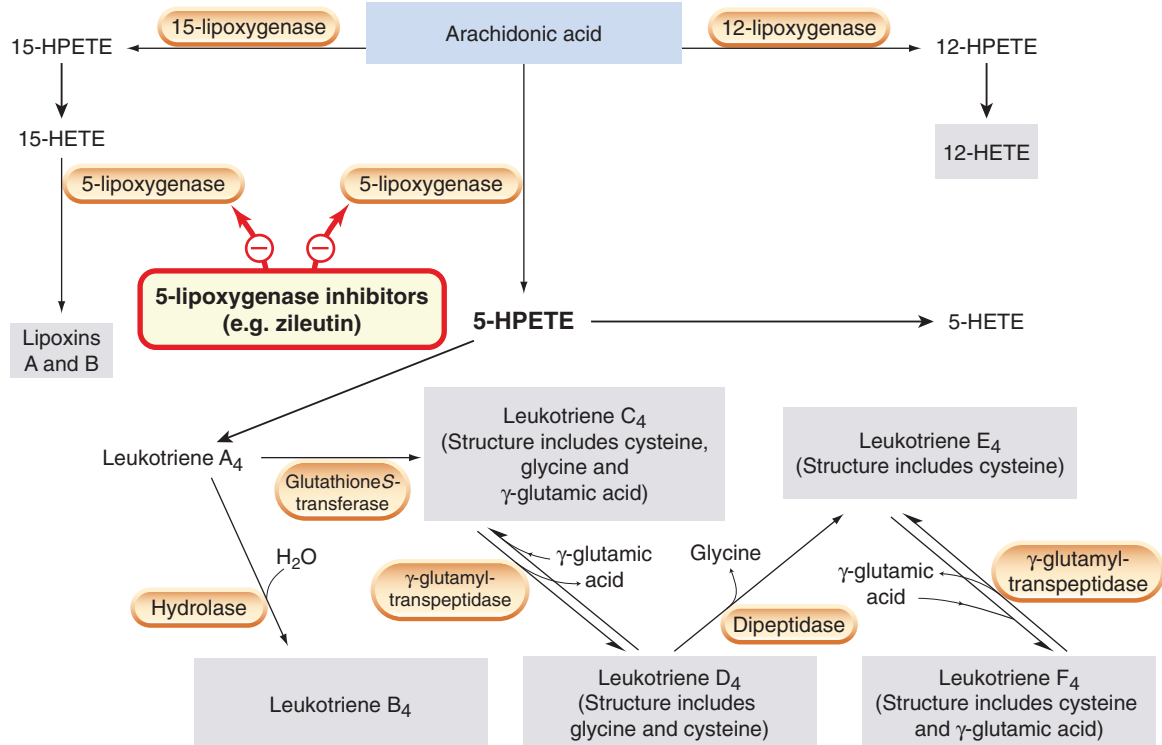 15-lipoxygenase
Arachidonic acid
12-lipoxygenase
15-HPETE
12-HPETE
15-HETE
12-HETE
5-lipoxygenase
5-lipoxygenase
5-lipoxygenase inhibitors
(e.g. zileutin)
Lipoxins
A and B
5-HPETE
5-HETE
Leukotriene A4
Glutathione S-
transferase
Leukotriene C4
(Structure includes cysteine,
glycine and
γ-glutamic acid)
Leukotriene E4
(Structure includes cysteine)
H2O
Hydrolase
γ-glutamyl-
transpeptidase
γ-glutamic
acid
Glycine
Dipeptidase
γ-glutamic
acid
γ-glutamyl-
transpeptidase
Leukotriene B4
Leukotriene D4
(Structure includes
glycine and cysteine)
Leukotriene F4
(Structure includes cysteine
and γ-glutamic acid)